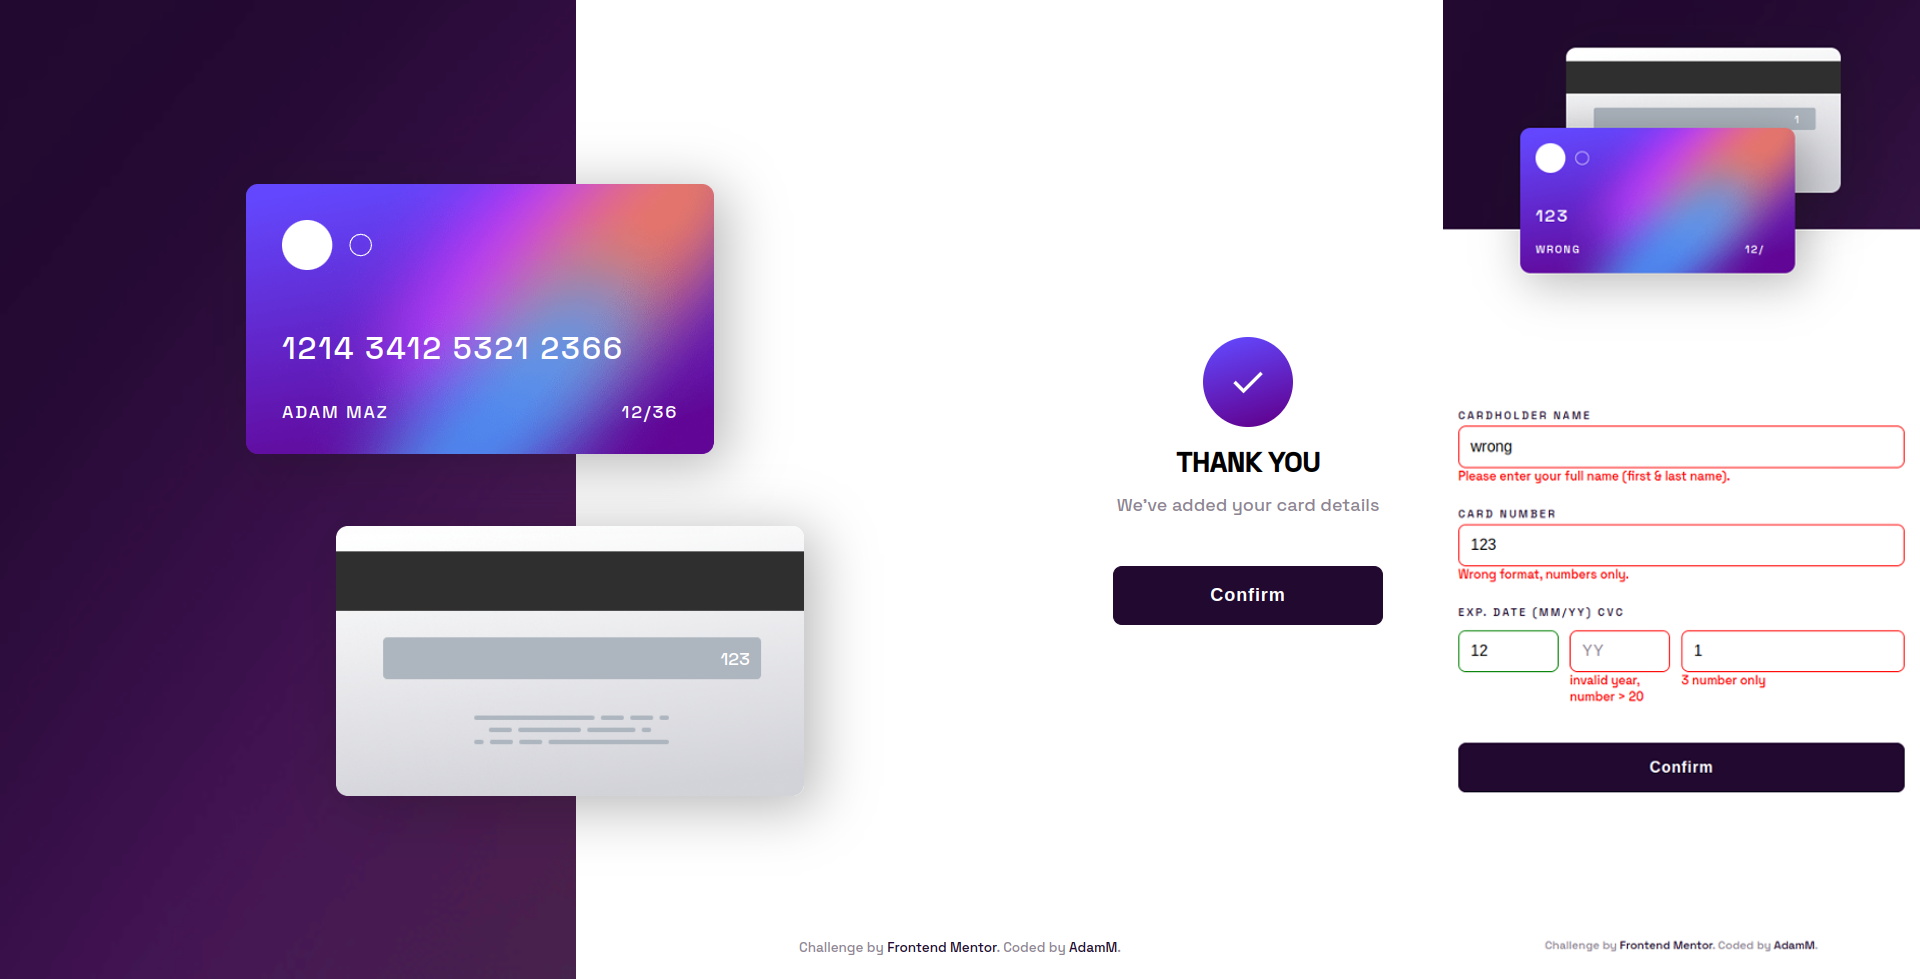 1214 3412 5321 2366
ADAM MAZ 12/36
123
THANK YOU
We've added your card details
Confirm
Challenge by Frontend Mentor. Coded by AdamM.
1
123
WRONG 12/
CARDHOLDER NAME
wrong
Please enter your full name (first & last name).
CARD NUMBER
123
Wrong format, numbers only.
EXP. DATE (MM/YY) CVC
12 YY 1
invalid year, 3 number only
number > 20
Confirm
Challenge by Frontend Mentor. Coded by AdamM.